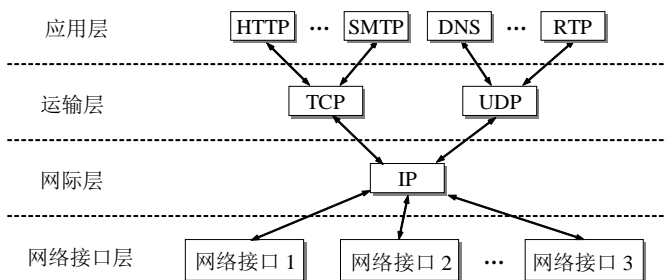 应用层 HTTP ··· SMTP DNS ··· RTP
运输层 TCP UDP
网际层 IP
网络接口层 网络接口 1 网络接口 2 ··· 网络接口 3